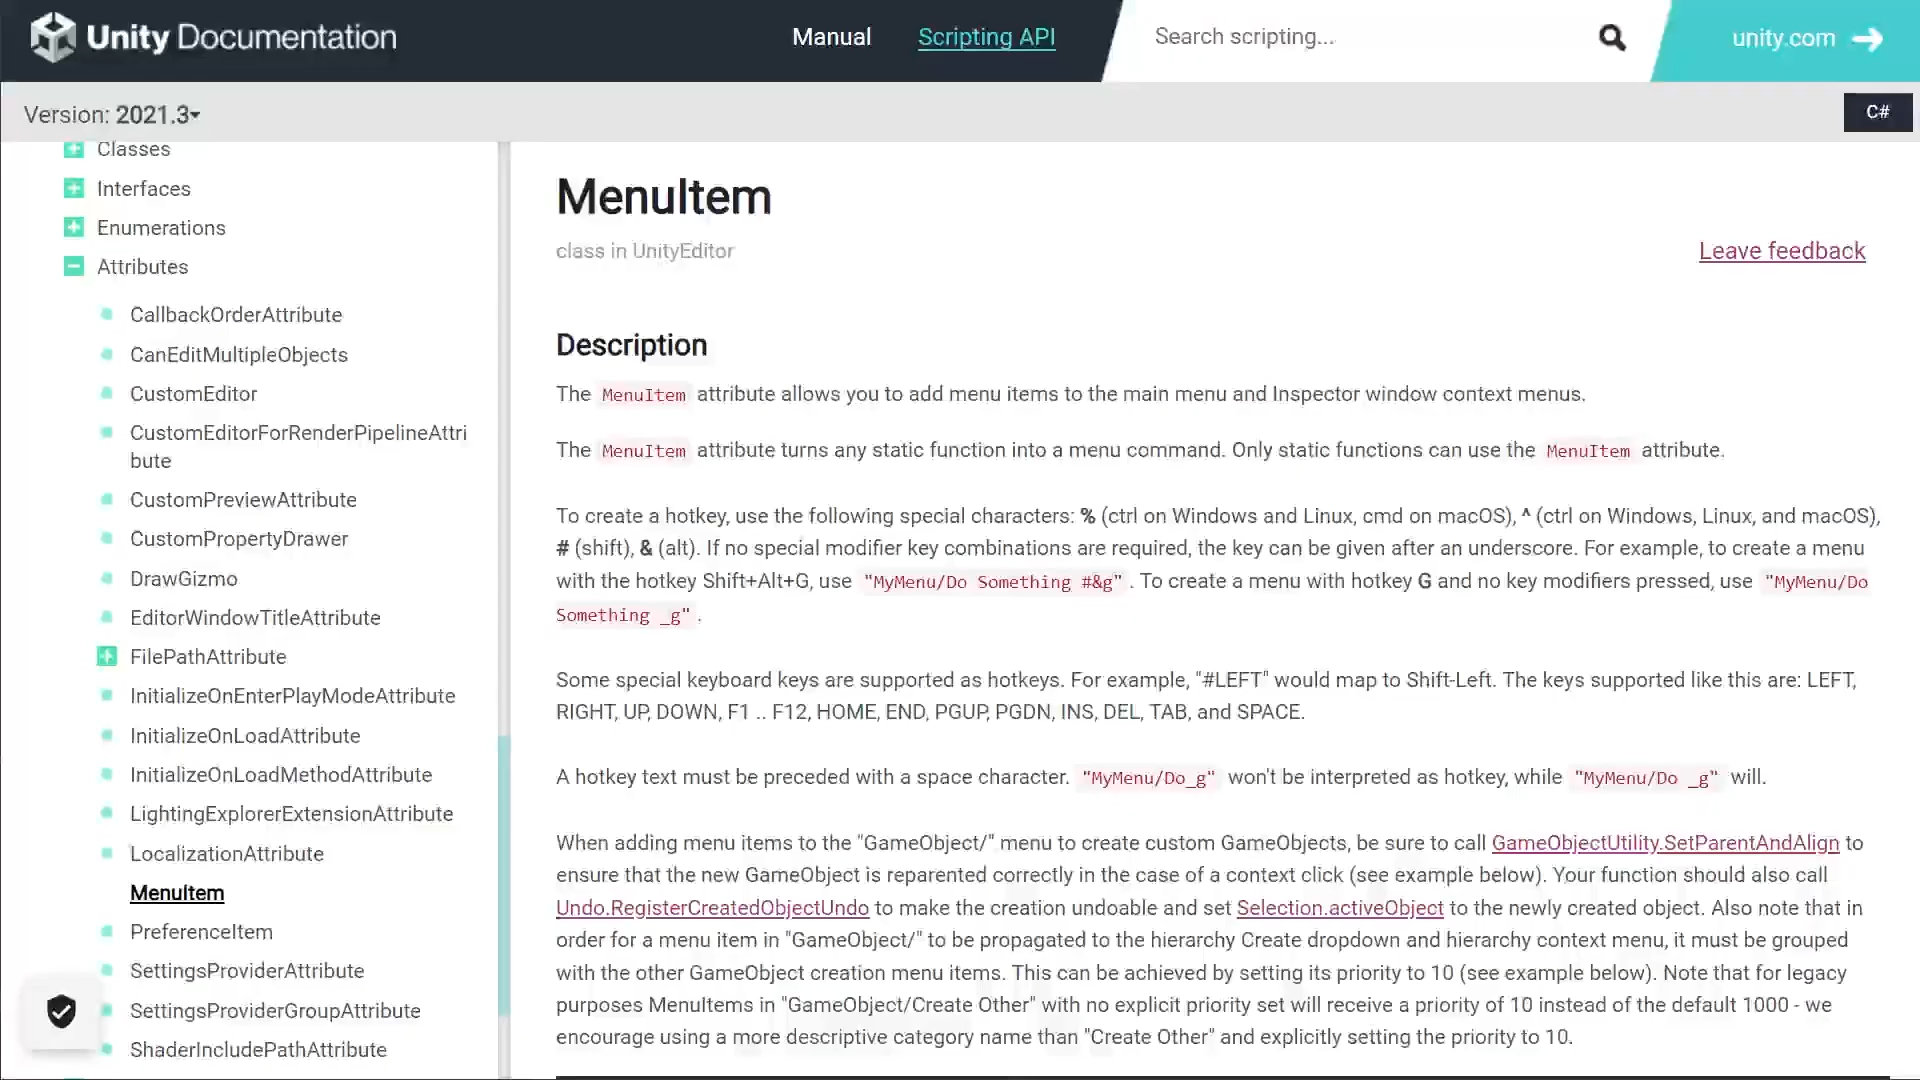 Unity Documentation
Manual
Scripting API
Search scripting...
unity.com
Version: 2021.3
C#
Classes
Interfaces
Enumerations
Attributes
CallbackOrderAttribute
CanEditMultipleObjects
CustomEditor
CustomEditorForRenderPipelineAttri
bute
CustomPreviewAttribute
CustomPropertyDrawer
DrawGizmo
EditorWindowTitleAttribute
FilePathAttribute
InitializeOnEnterPlayModeAttribute
InitializeOnLoadAttribute
InitializeOnLoadMethodAttribute
LightingExplorerExtensionAttribute
LocalizationAttribute
MenuItem
PreferenceItem
SettingsProviderAttribute
SettingsProviderGroupAttribute
ShaderIncludePathAttribute
MenuItem
class in UnityEditor
Leave feedback
Description
The MenuItem attribute allows you to add menu items to the main menu and Inspector window context menus.
The MenuItem attribute turns any static function into a menu command. Only static functions can use the MenuItem attribute.
To create a hotkey, use the following special characters: % (ctrl on Windows and Linux, cmd on macOS), ^ (ctrl on Windows, Linux, and macOS),
# (shift), & (alt). If no special modifier key combinations are required, the key can be given after an underscore. For example, to create a menu
with the hotkey Shift+Alt+G, use "MyMenu/Do Something #&g" . To create a menu with hotkey G and no key modifiers pressed, use "MyMenu/Do
Something _g" .
Some special keyboard keys are supported as hotkeys. For example, "#LEFT" would map to Shift-Left. The keys supported like this are: LEFT,
RIGHT, UP, DOWN, F1 .. F12, HOME, END, PGUP, PGDN, INS, DEL, TAB, and SPACE.
A hotkey text must be preceded with a space character. "MyMenu/Do_g" won't be interpreted as hotkey, while "MyMenu/Do _g" will.
When adding menu items to the "GameObject/" menu to create custom GameObjects, be sure to call GameObjectUtility.SetParentAndAlign to
ensure that the new GameObject is reparented correctly in the case of a context click (see example below). Your function should also call
Undo.RegisterCreatedObjectUndo to make the creation undoable and set Selection.activeObject to the newly created object. Also note that in
order for a menu item in "GameObject/" to be propagated to the hierarchy Create dropdown and hierarchy context menu, it must be grouped
with the other GameObject creation menu items. This can be achieved by setting its priority to 10 (see example below). Note that for legacy
purposes MenuItems in "GameObject/Create Other" with no explicit priority set will receive a priority of 10 instead of the default 1000 - we
encourage using a more descriptive category name than "Create Other" and explicitly setting the priority to 10.